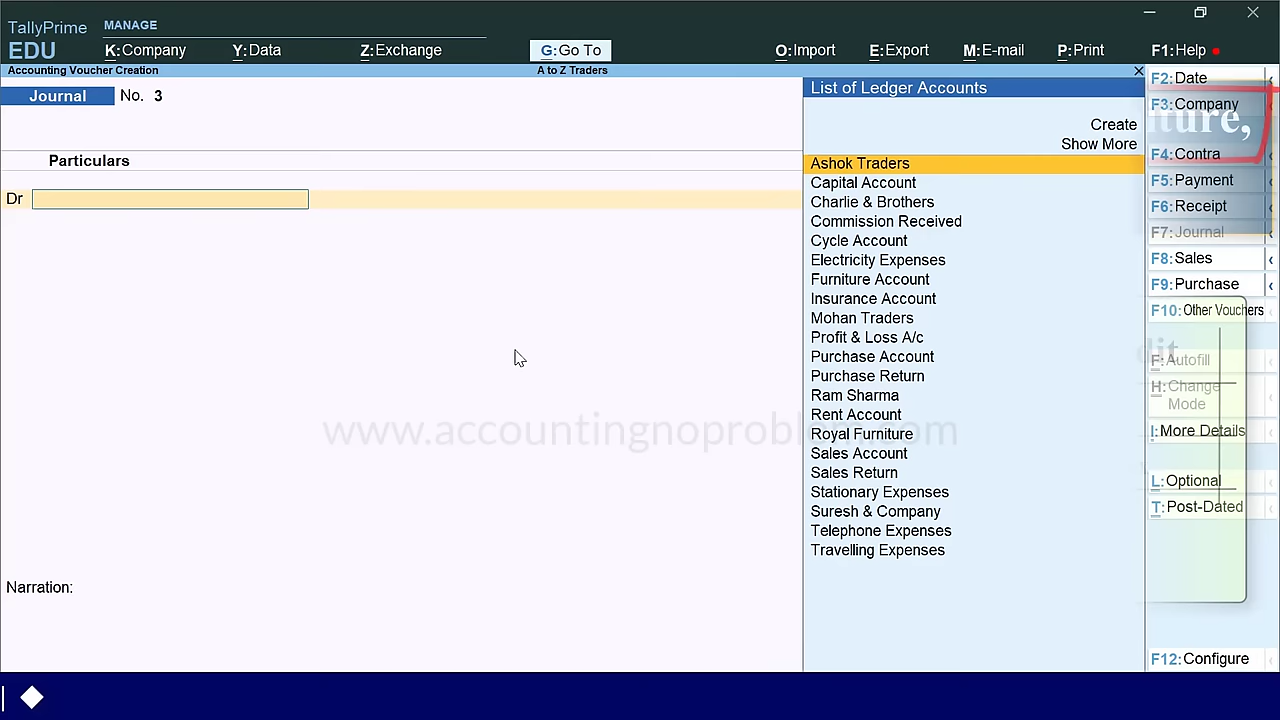 TallyPrime
MANAGE
EDU
K:Company
Y:Data
Z:Exchange
G:Go To
O:Import
E:Export
M:E-mail
P:Print
F1:Help
Accounting Voucher Creation
A to Z Traders
Journal No. 3
Particulars
Dr
Narration:
List of Ledger Accounts
Create
Show More
Ashok Traders
Capital Account
Charlie & Brothers
Commission Received
Cycle Account
Electricity Expenses
Furniture Account
Insurance Account
Mohan Traders
Profit & Loss A/c
Purchase Account
Purchase Return
Ram Sharma
Rent Account
Royal Furniture
Sales Account
Sales Return
Stationary Expenses
Suresh & Company
Telephone Expenses
Travelling Expenses
F2:Date
F3:Company
F4:Contra
F5:Payment
F6:Receipt
F7:Journal
F8:Sales
F9:Purchase
F10:Other Vouchers
F:Autofill
H:Change
Mode
I:More Details
L:Optional
T:Post-Dated
F12:Configure
www.accountingnoproblem.com